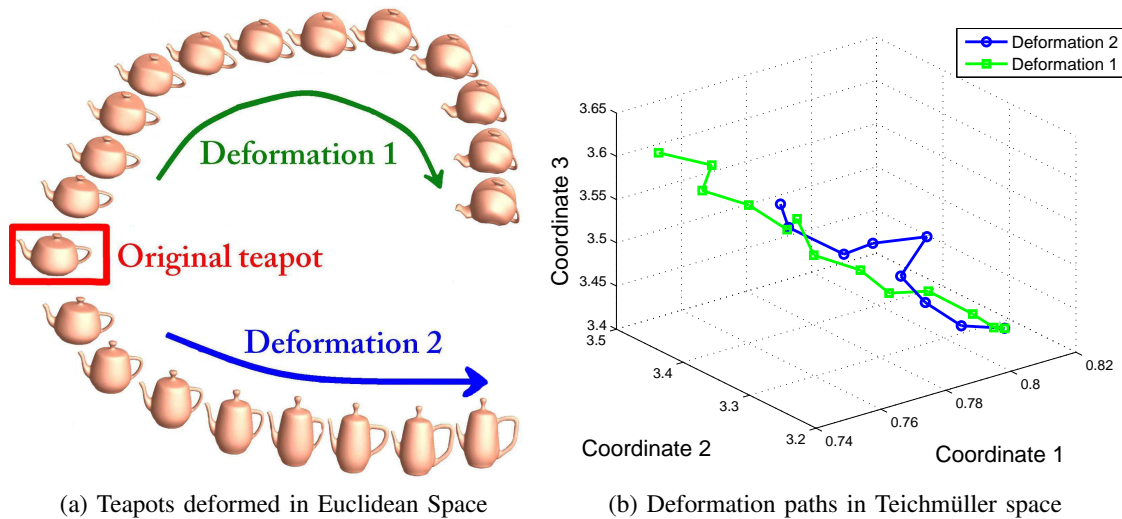 Deformation 1
Original teapot
Deformation 2
(a) Teapots deformed in Euclidean Space
Deformation 2
Deformation 1
3.65
3.6
3.55
3.5
3.45
3.4
Coordinate 3
3.5
3.4
3.3
3.2
Coordinate 2
0.74
0.76
0.78
0.8
0.82
Coordinate 1
(b) Deformation paths in Teichmüller space